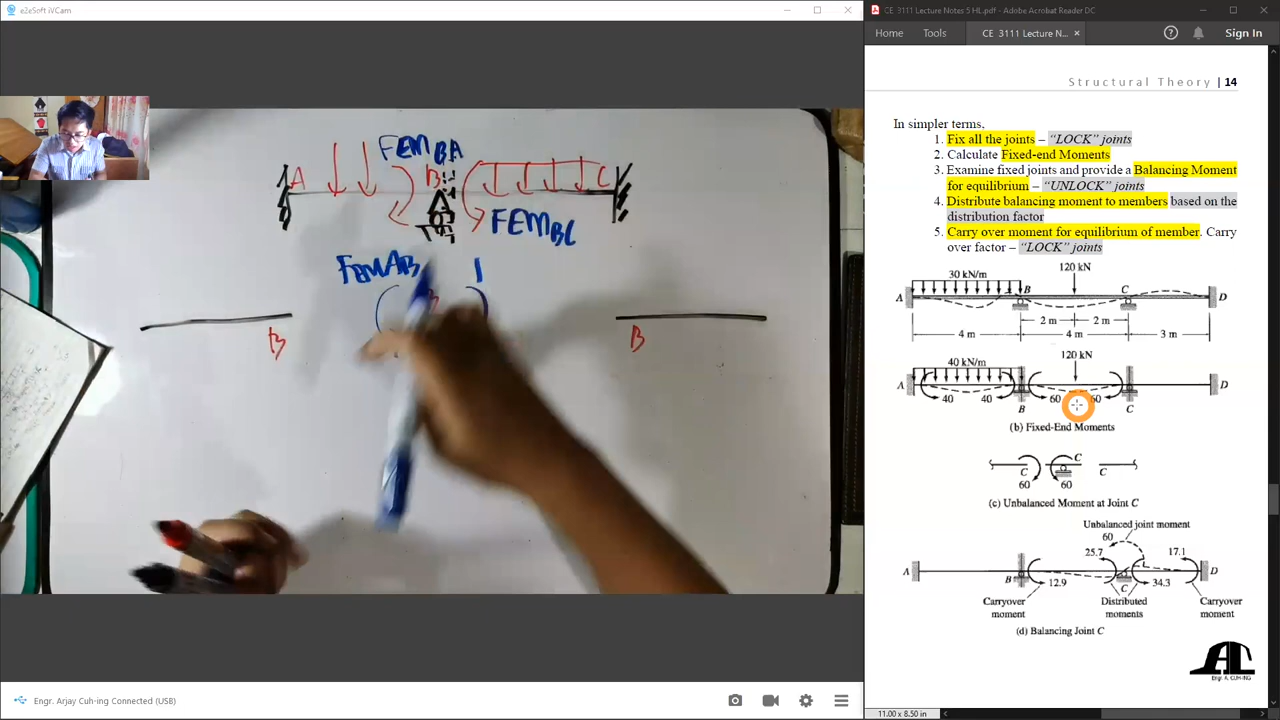 e2eSoft iVCam
CE 3111 Lecture Notes 5 HL.pdf - Adobe Acrobat Reader DC
Home Tools CE 3111 Lecture N... × Sign In
Structural Theory | 14
In simpler terms,
1. Fix all the joints – “LOCK” joints
2. Calculate Fixed-end Moments
3. Examine fixed joints and provide a Balancing Moment
for equilibrium – “UNLOCK” joints
4. Distribute balancing moment to members based on the
distribution factor
5. Carry over moment for equilibrium of member. Carry
over factor – “LOCK” joints
30 kN/m 120 kN
A B C D
2 m 2 m
4 m 4 m 3 m
120 kN
40 kN/m
A D
40 40 60 60
B C
(b) Fixed-End Moments
C C C
60 60
(c) Unbalanced Moment at Joint C
Unbalanced joint moment
60
25.7 17.1
A B D
12.9 C 34.3
Carryover Distributed Carryover
moment moments moment
(d) Balancing Joint C
Engr. A. CUH-ING
11.00 x 8.50 in
FEMBA
A B C
FEMBC
FEMAB
B B
Engr. Arjay Cuh-ing Connected (USB)